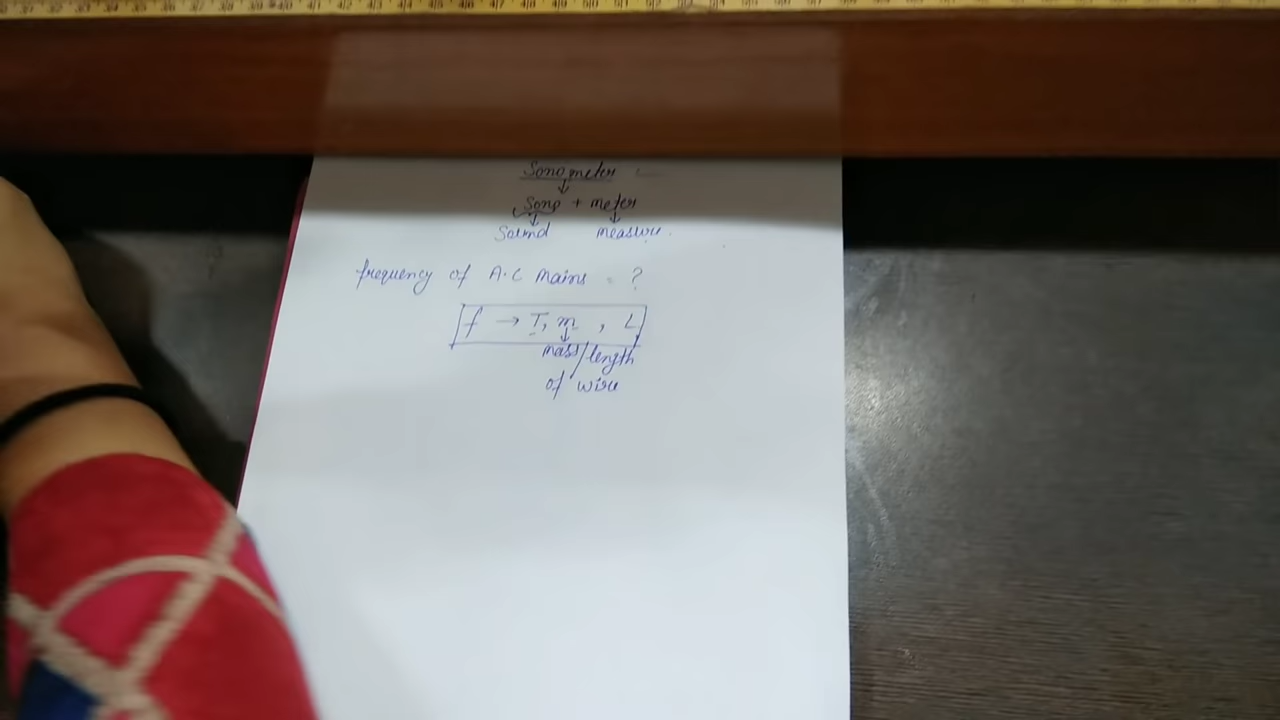 Sonometer
↓
Sono + meter
↓ ↓
Sound measure.
frequency of A.C Mains = ?
f → T, m, L
↓
mass/length
of wire